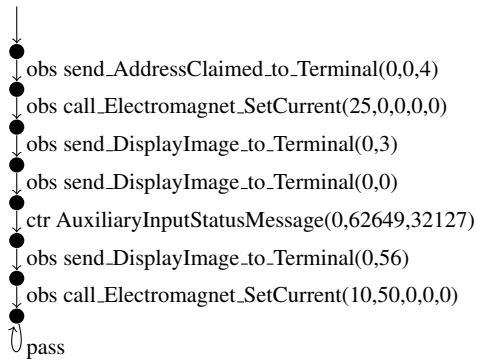 obs send_AddressClaimed_to_Terminal(0,0,4)
obs call_Electromagnet_SetCurrent(25,0,0,0,0)
obs send_DisplayImage_to_Terminal(0,3)
obs send_DisplayImage_to_Terminal(0,0)
ctr AuxiliaryInputStatusMessage(0,62649,32127)
obs send_DisplayImage_to_Terminal(0,56)
obs call_Electromagnet_SetCurrent(10,50,0,0,0)
pass